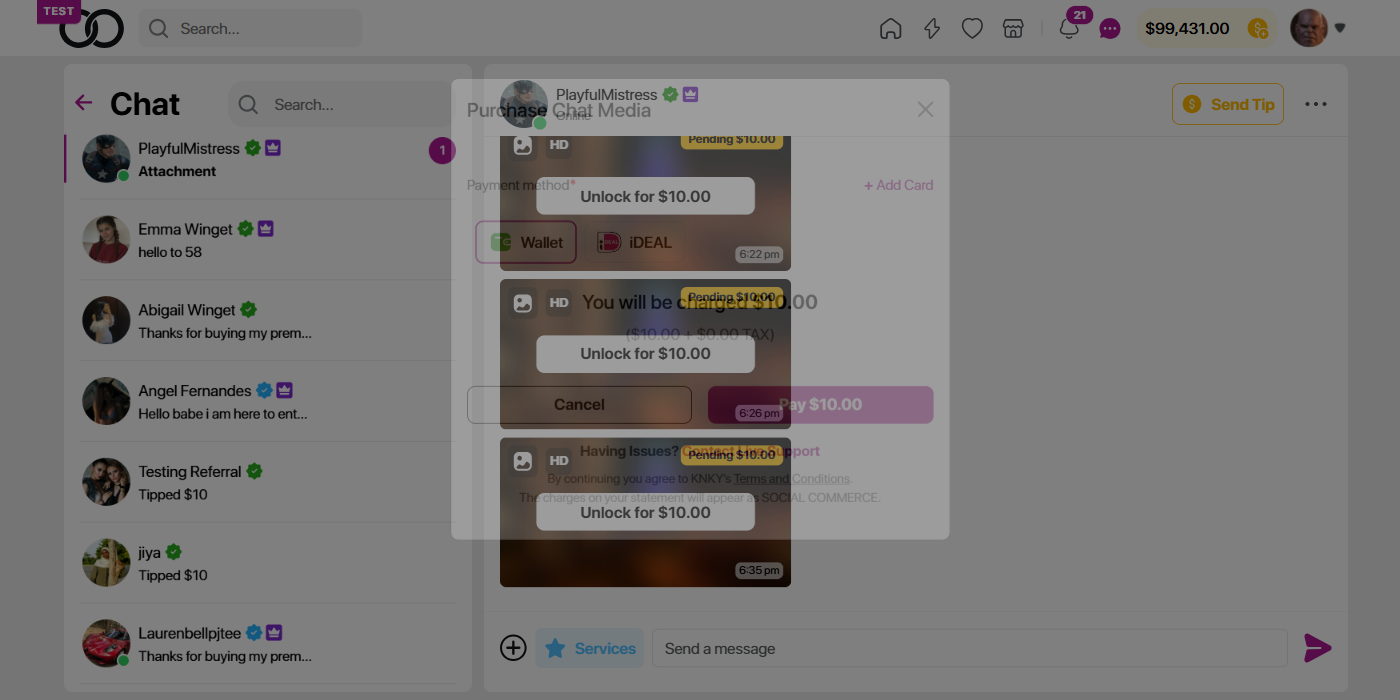 TEST
Search...
21
$99,431.00
Chat
Search...
PlayfulMistress
Attachment
1
Emma Winget
hello to 58
Abigail Winget
Thanks for buying my prem...
Angel Fernandes
Hello babe i am here to ent...
Testing Referral
Tipped $10
jiya
Tipped $10
Laurenbellpjtee
Thanks for buying my prem...
PlayfulMistress
Online
Send Tip
Purchase Chat Media
HD
Pending $10.00
Unlock for $10.00
6:22 pm
Payment method*
+ Add Card
Wallet
iDEAL
HD
Pending $10.00
Unlock for $10.00
6:26 pm
You will be charged $10.00
($10.00 + $0.00 TAX)
Cancel
Pay $10.00
HD
Pending $10.00
Unlock for $10.00
6:35 pm
Having Issues? Contact Live Support
By continuing you agree to KNKY's Terms and Conditions.
The charges on your statement will appear as SOCIAL COMMERCE.
Services
Send a message